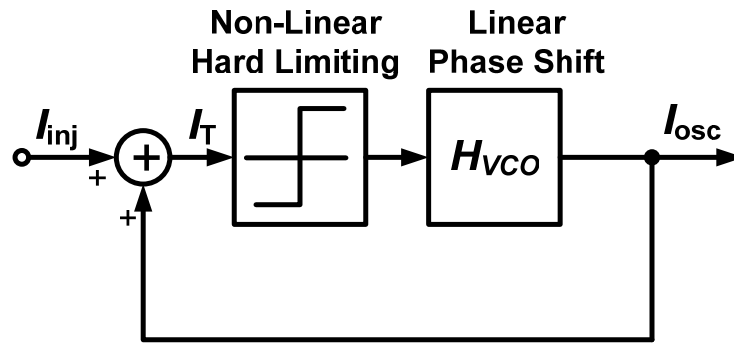 Non-Linear
Hard Limiting
Linear
Phase Shift
Iinj
+
+
IT
HVCO
Iosc
+